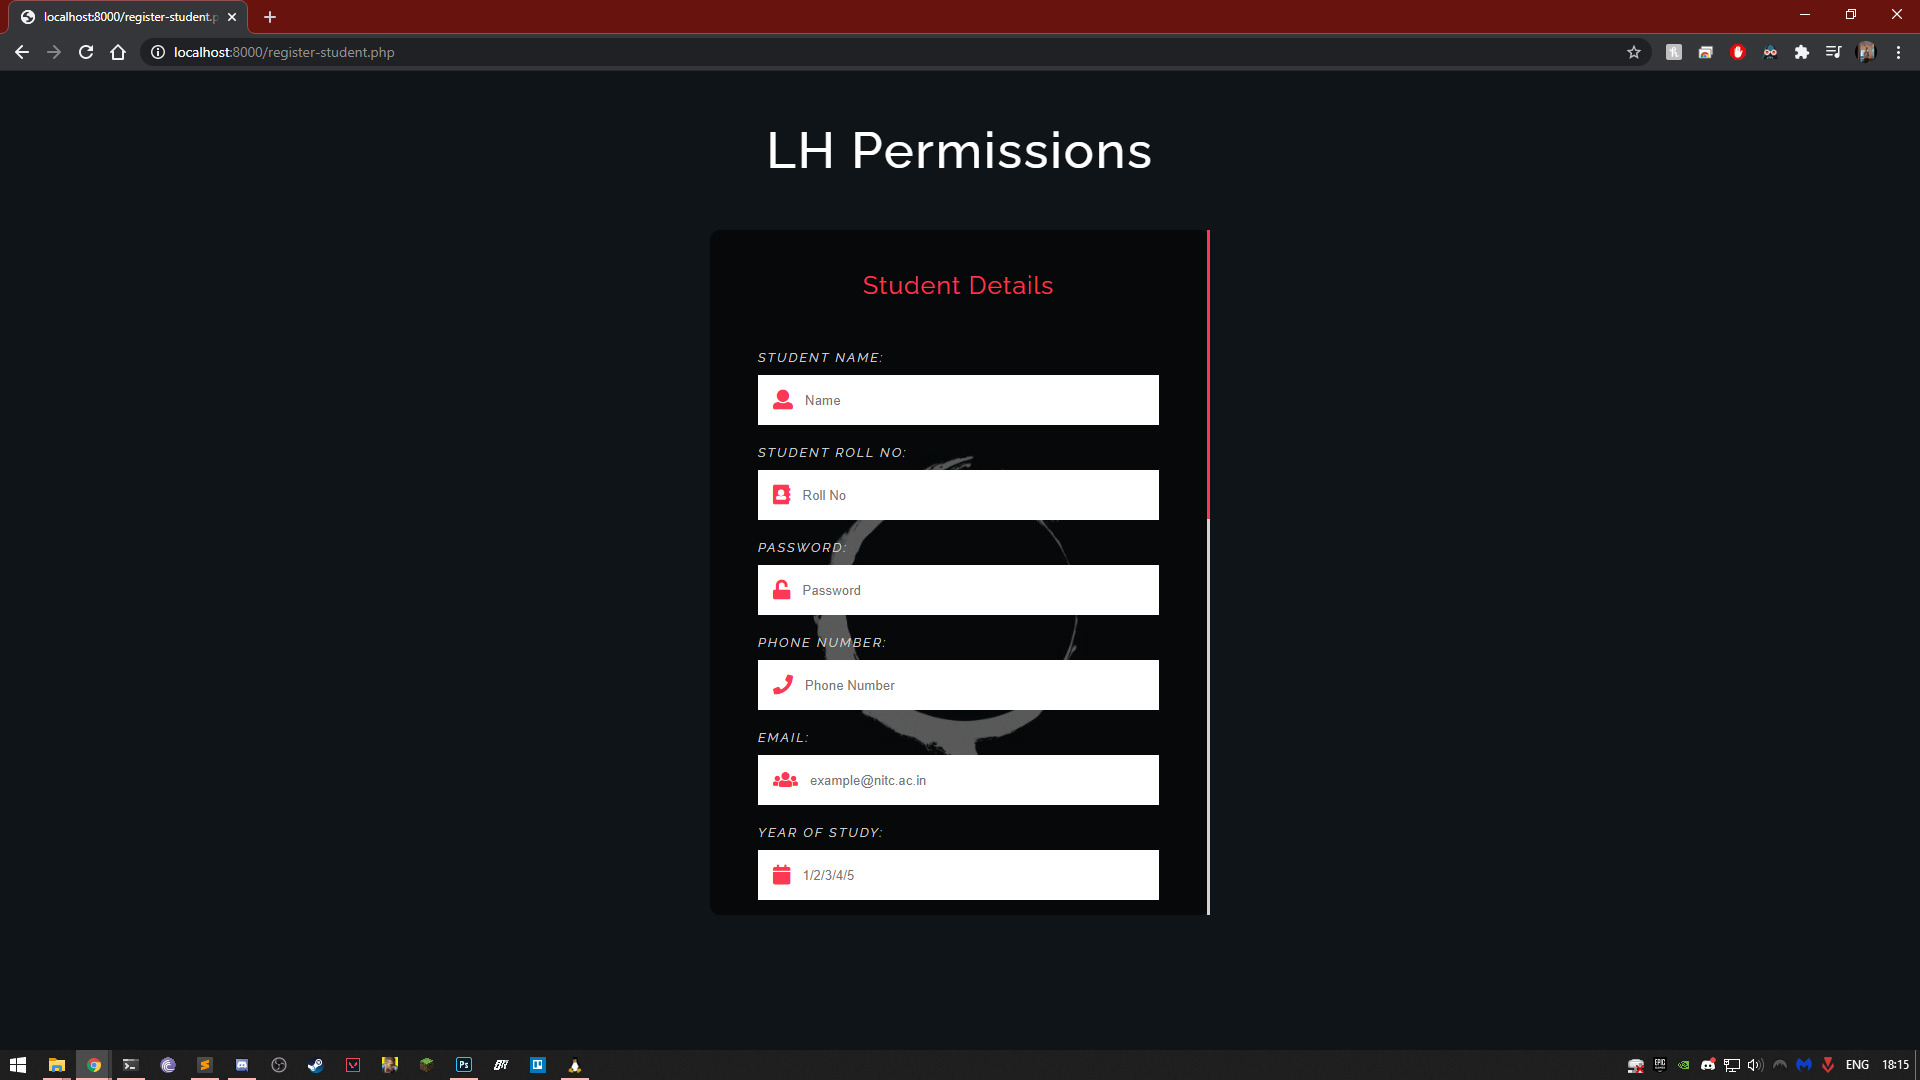 localhost:8000/register-student.p
localhost:8000/register-student.php
LH Permissions
Student Details
STUDENT NAME:
Name
STUDENT ROLL NO:
Roll No
PASSWORD:
Password
PHONE NUMBER:
Phone Number
EMAIL:
example@nitc.ac.in
YEAR OF STUDY:
1/2/3/4/5
Ps
EPIC
ENG
18:15